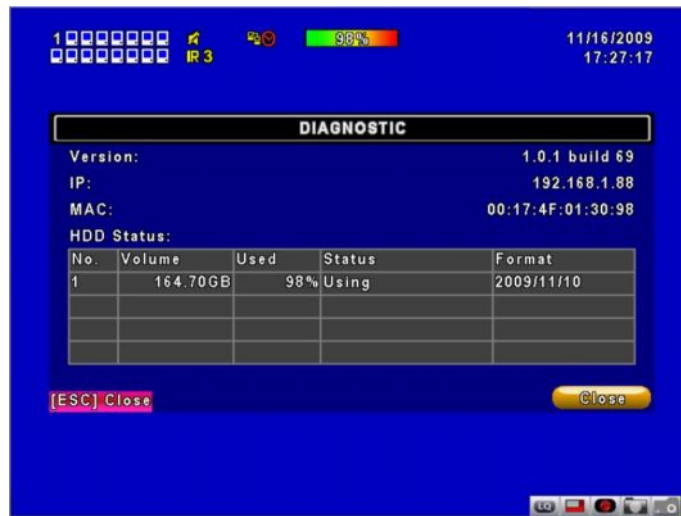 1 98% 11/16/2009
IR 3 17:27:17
DIAGNOSTIC
Version: 1.0.1 build 69
IP: 192.168.1.88
MAC: 00:17:4F:01:30:98
HDD Status:
No. Volume Used Status Format
1 164.70GB 98% Using 2009/11/10
[ESC] Close Close
LQ